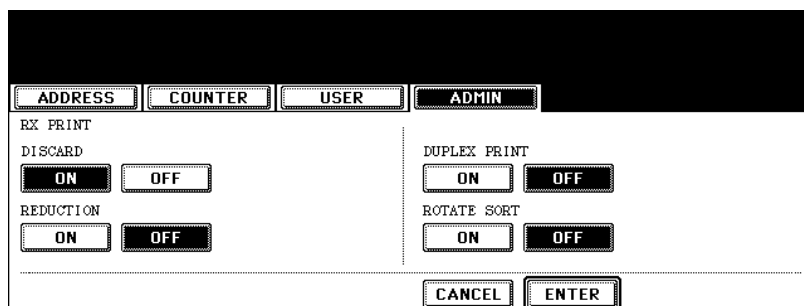 ADDRESS COUNTER USER ADMIN
RX PRINT
DISCARD
ON OFF
REDUCTION
ON OFF
DUPLEX PRINT
ON OFF
ROTATE SORT
ON OFF
CANCEL ENTER